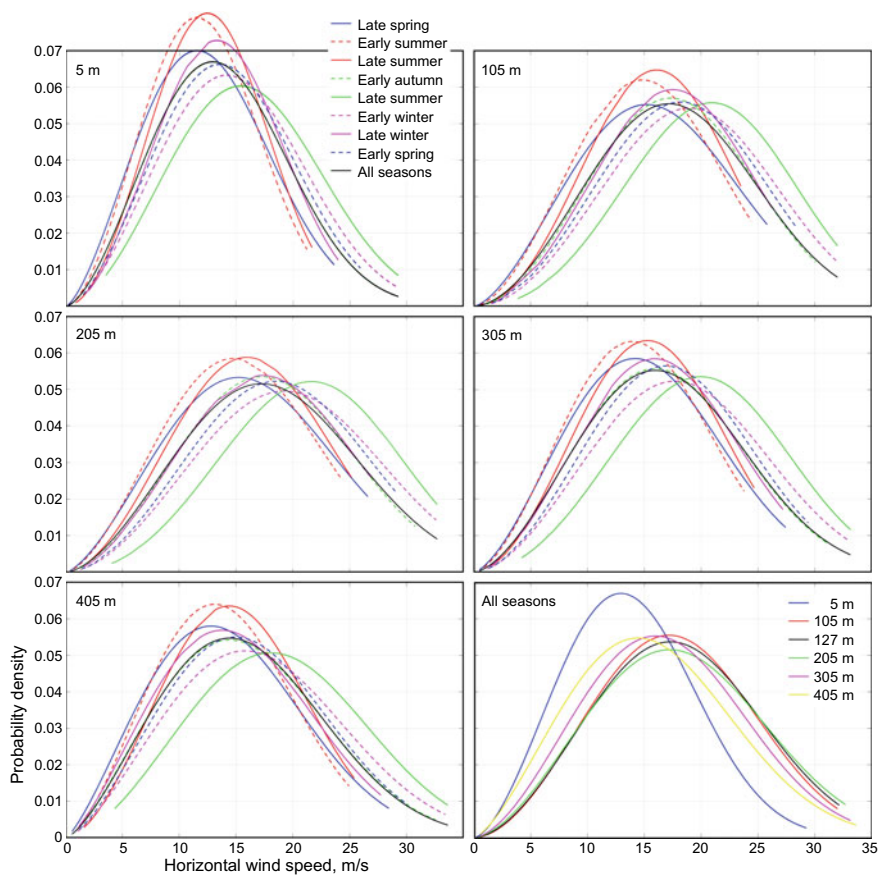 Late spring
Early summer
Late summer
Early autumn
Late summer
Early winter
Late winter
Early spring
All seasons
5 m
0.07
0.06
0.05
0.04
0.03
0.02
0.01
105 m
205 m
0.07
0.06
0.05
0.04
0.03
0.02
0.01
305 m
405 m
0.07
0.06
0.05
0.04
0.03
0.02
0.01
0
Probability density
0 5 10 15 20 25 30
Horizontal wind speed, m/s
All seasons
5 m
105 m
127 m
205 m
305 m
405 m
0 5 10 15 20 25 30 35